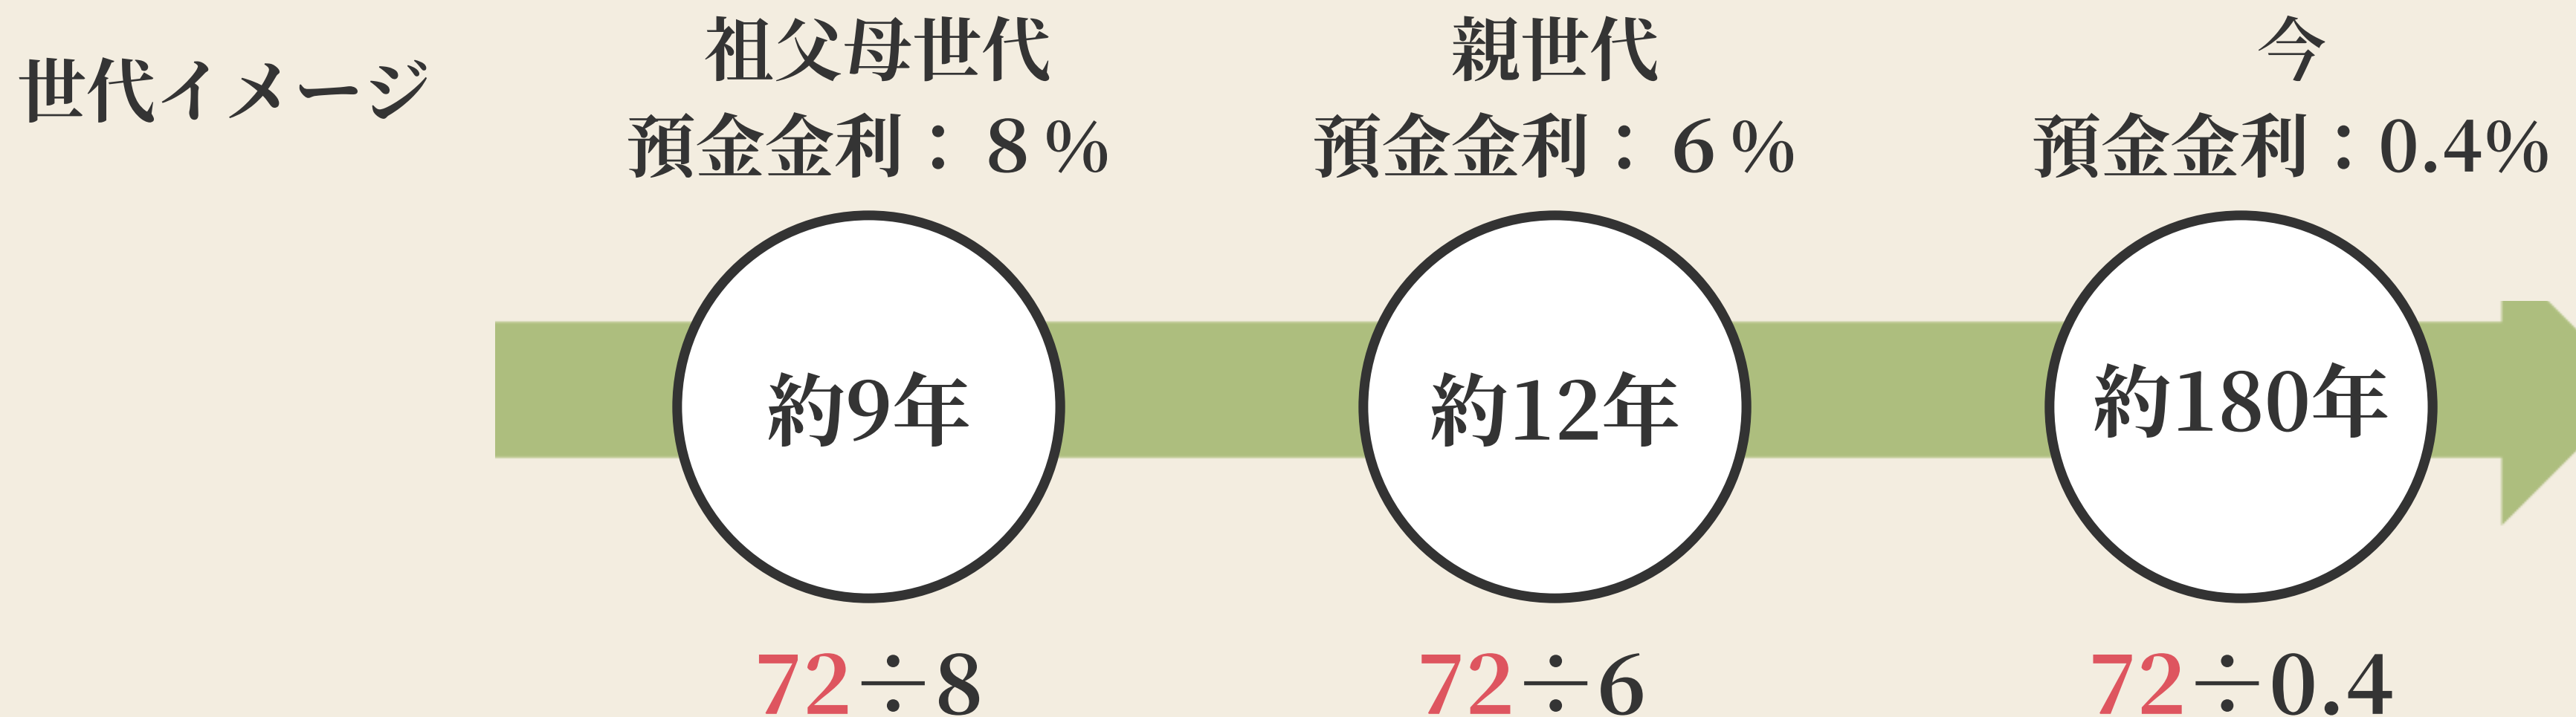 世代イメージ
祖父母世代
預金金利：8%
親世代
預金金利：6%
今
預金金利：0.4%
約9年
約12年
約180年
72÷8
72÷6
72÷0.4